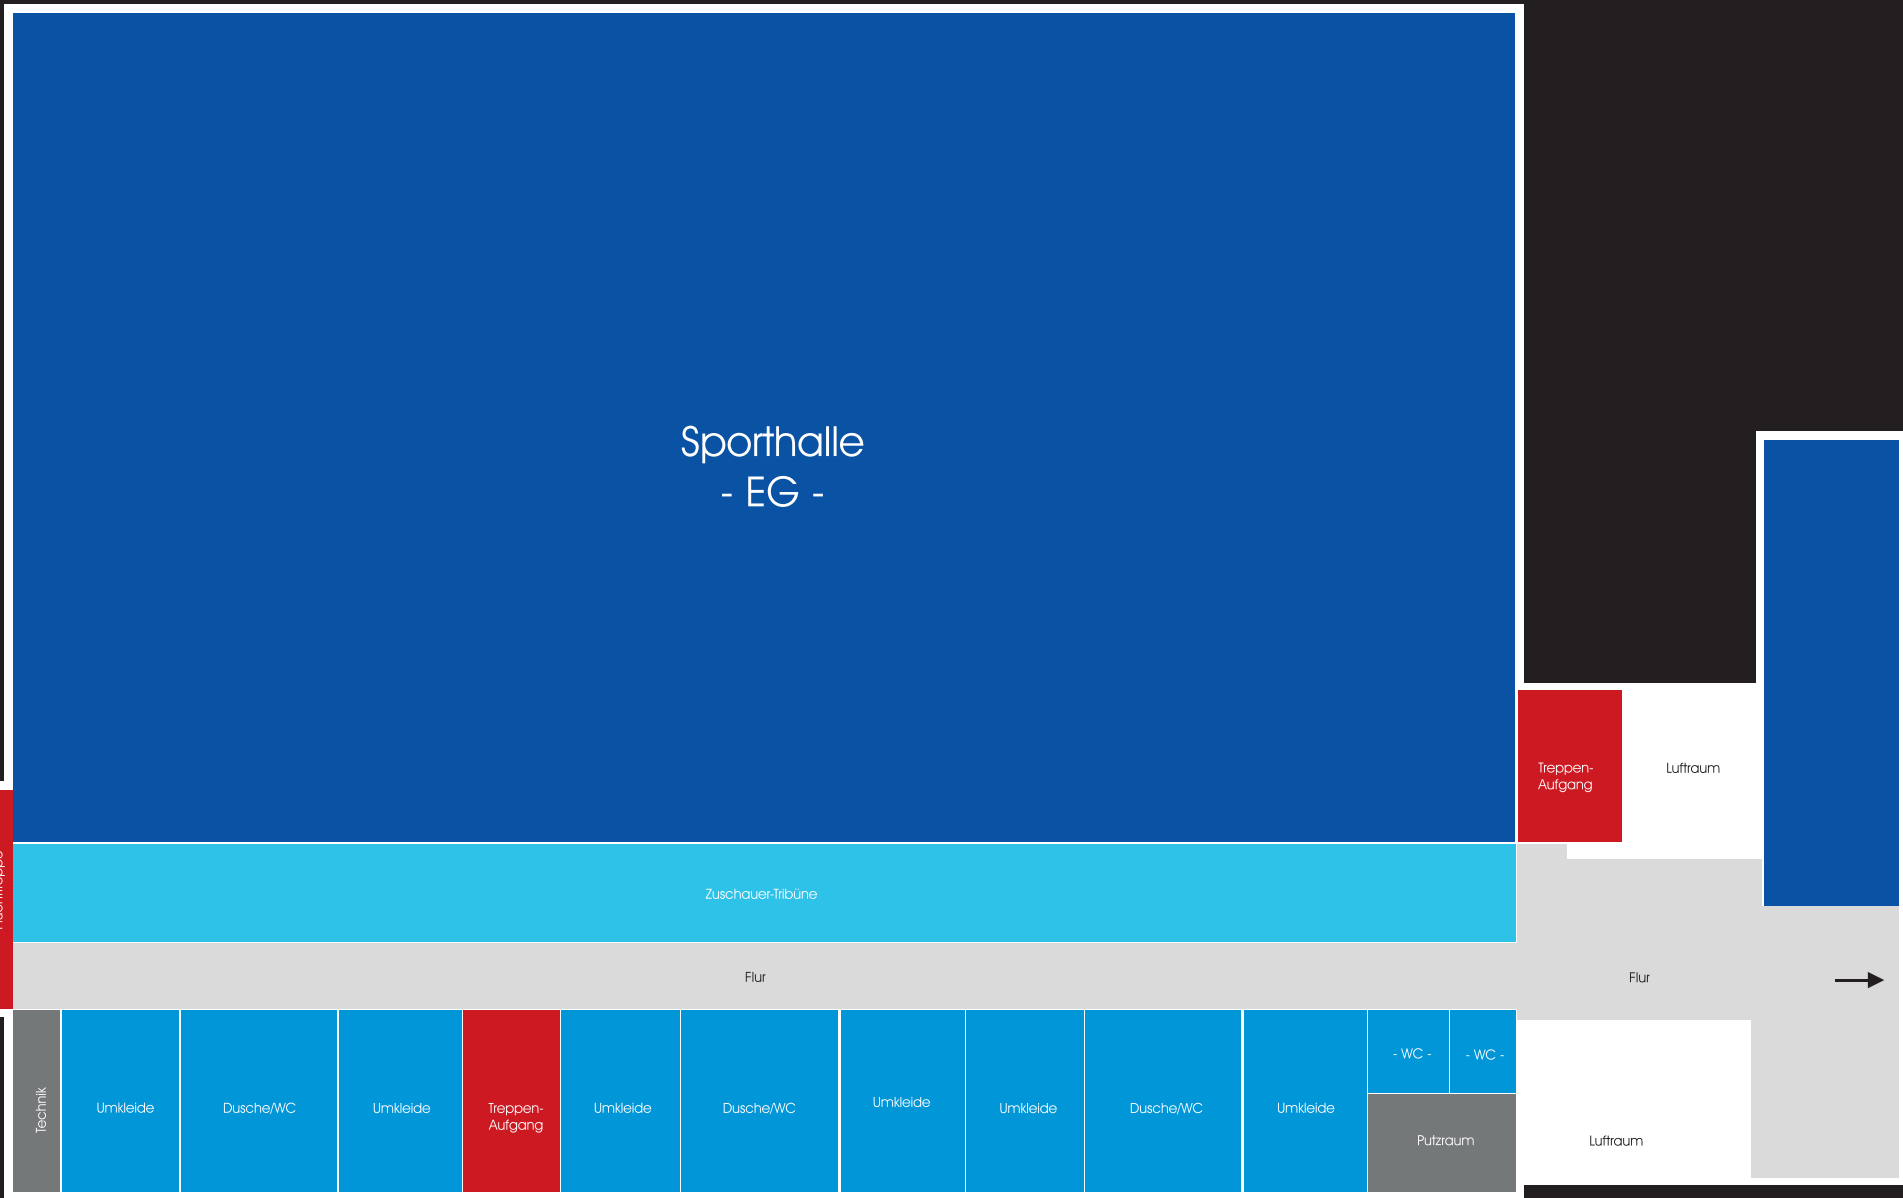 Sporthalle
- EG -
Treppen-
Aufgang
Luftraum
Zuschauer-Tribüne
Flur
Flur
Technik
Umkleide
Dusche/WC
Umkleide
Treppen-
Aufgang
Umkleide
Dusche/WC
Umkleide
Umkleide
Dusche/WC
Umkleide
- WC -
- WC -
Putzraum
Luftraum